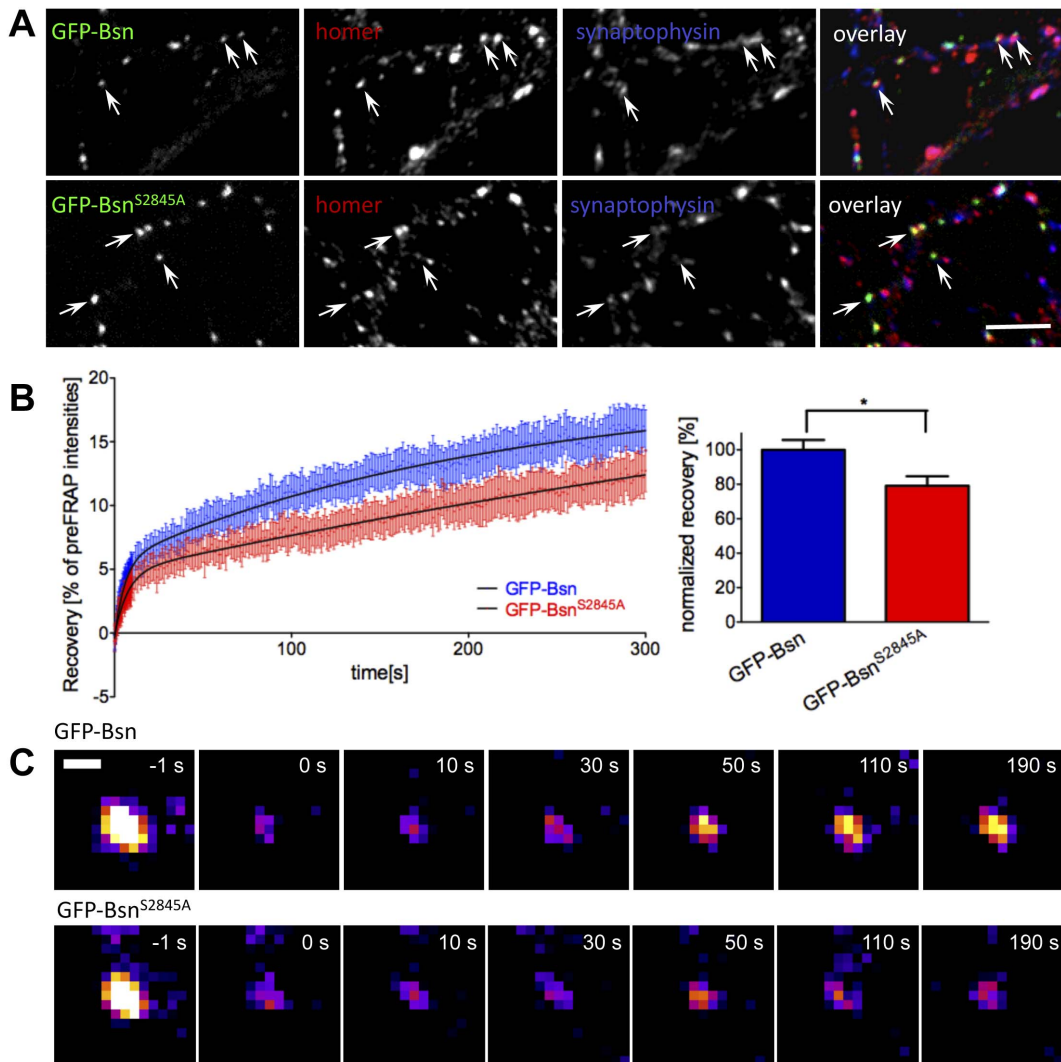 A
GFP-Bsn
homer
synaptophysin
overlay
GFP-Bsn^S2845A
homer
synaptophysin
overlay
B
Recovery [% of preFRAP intensities]
20
15
10
5
0
-5
100
200
300
time[s]
GFP-Bsn
GFP-Bsn^S2845A
normalized recovery [%]
100
80
60
40
20
0
*
GFP-Bsn
GFP-Bsn^S2845A
C
GFP-Bsn
-1 s
0 s
10 s
30 s
50 s
110 s
190 s
GFP-Bsn^S2845A
-1 s
0 s
10 s
30 s
50 s
110 s
190 s